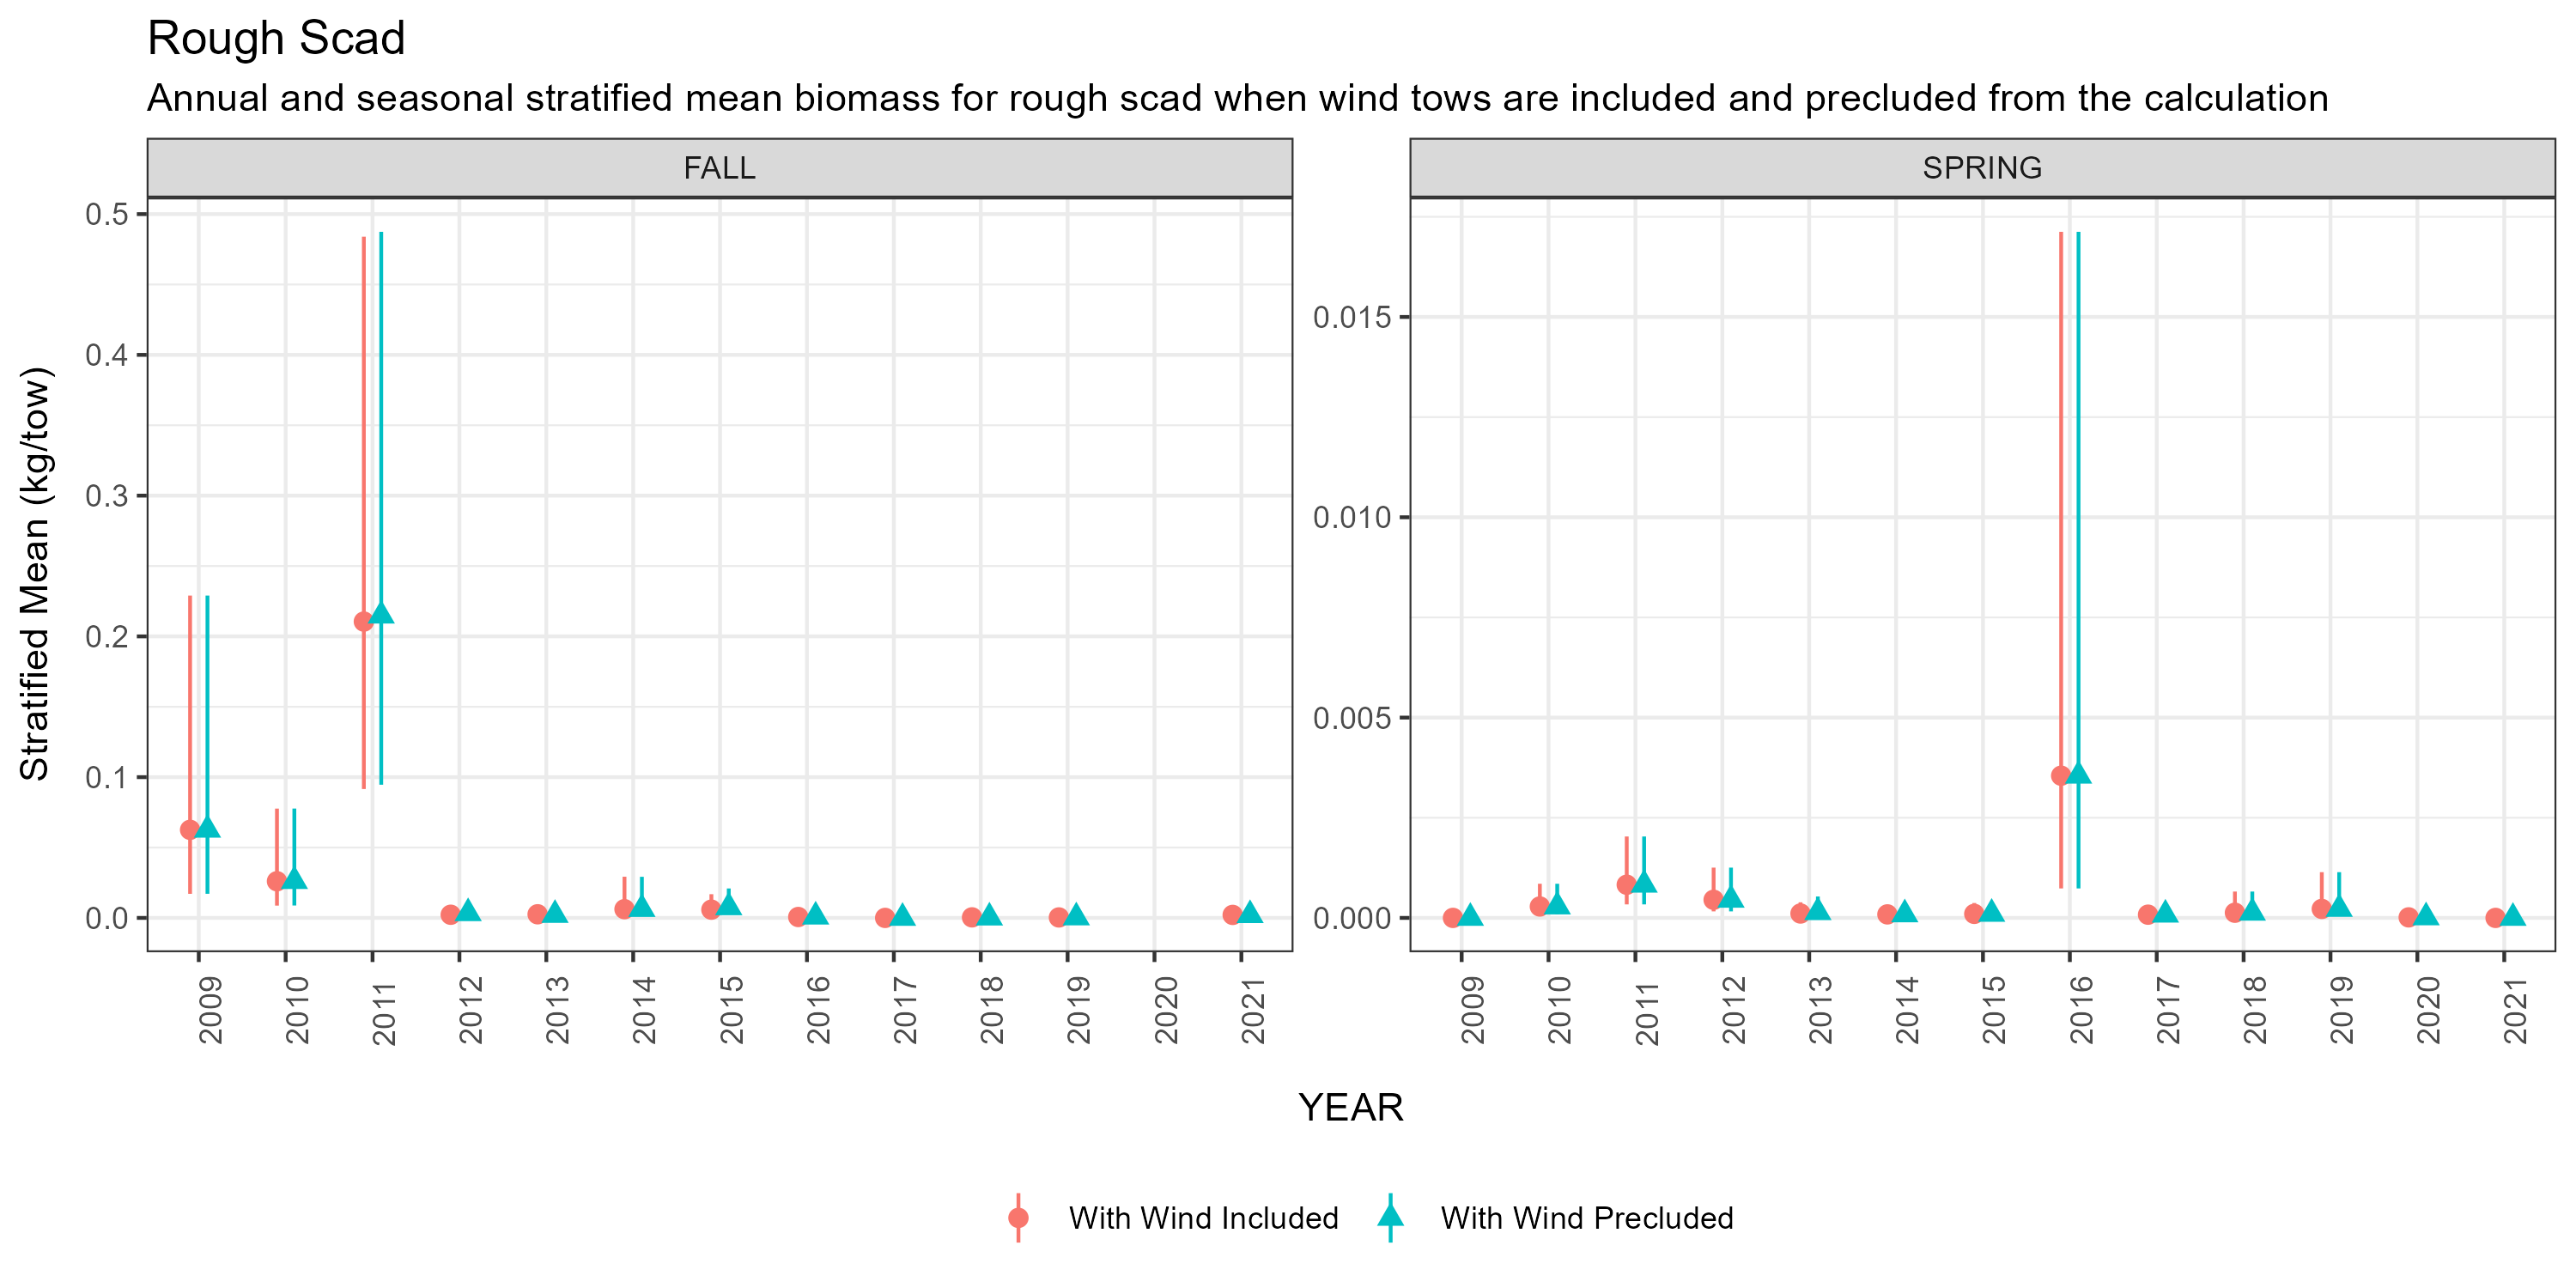 Rough Scad
Annual and seasonal stratified mean biomass for rough scad when wind tows are included and precluded from the calculation
FALL
SPRING
Stratified Mean (kg/tow)
0.5
0.4
0.3
0.2
0.1
0.0
0.015
0.010
0.005
0.000
2009 2010 2011 2012 2013 2014 2015 2016 2017 2018 2019 2020 2021
2009 2010 2011 2012 2013 2014 2015 2016 2017 2018 2019 2020 2021
YEAR
With Wind Included With Wind Precluded